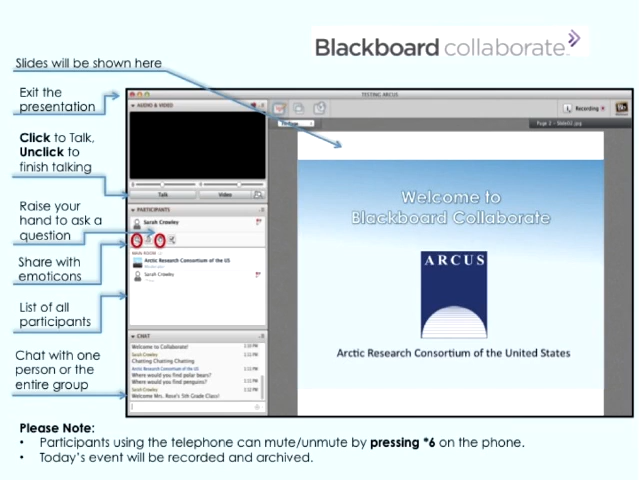 Blackboard collaborate
Slides will be shown here
Exit the
presentation
Click to Talk,
Unclick to
finish talking
Raise your
hand to ask a
question
Share with
emoticons
List of all
participants
Chat with one
person or the
entire group
TESTING ARCUS
AUDIO & VIDEO
Talk
Video
PARTICIPANTS
Sarah Crowley
MAIN ROOM
Arctic Research Consortium of the US
Sarah Crowley
CHAT
Welcome to Collaborate!
Sarah Crowley
Chatting Chatting Chatting
Arctic Research Consortium of the US
Where would you find polar bears?
Where would you find penguins?
Sarah Crowley
Welcome Mrs. Rose's 5th Grade Class!
Recording
Welcome to
Blackboard Collaborate
ARCUS
Arctic Research Consortium of the United States
Please Note:
• Participants using the telephone can mute/unmute by pressing *6 on the phone.
• Today's event will be recorded and archived.